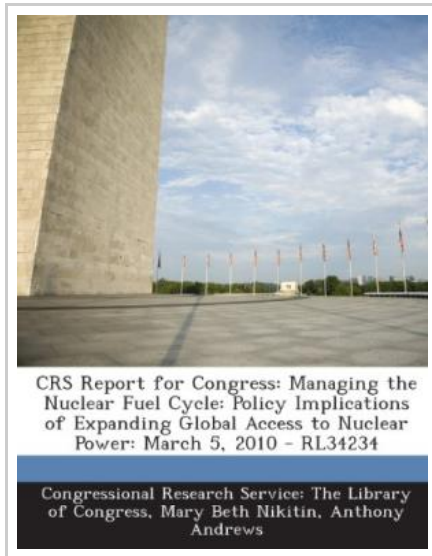 CRS Report for Congress: Managing the
Nuclear Fuel Cycle: Policy Implications
of Expanding Global Access to Nuclear
Power: March 5, 2010 - RL34234
Congressional Research Service: The Library
of Congress, Mary Beth Nikitin, Anthony
Andrews